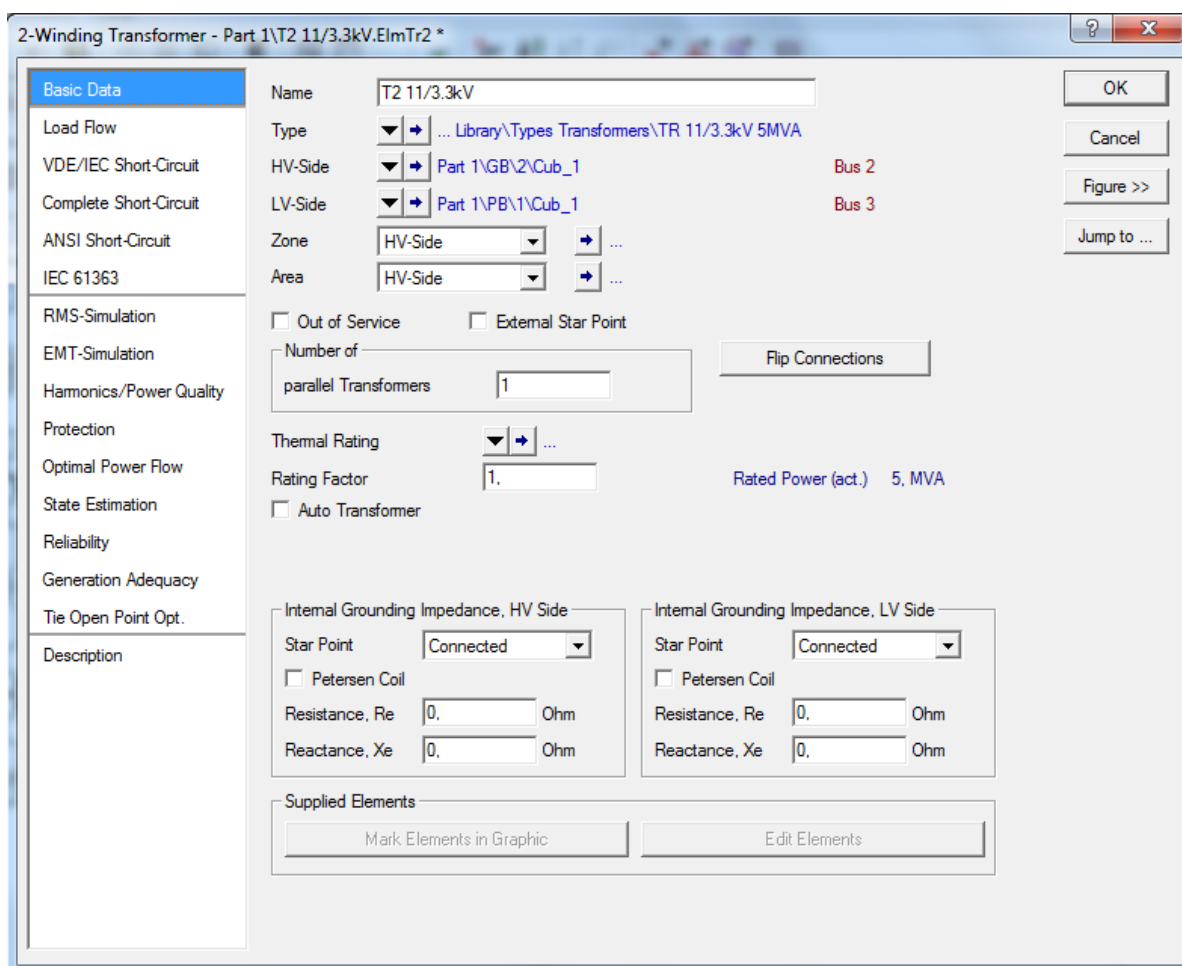 2-Winding Transformer - Part 1\T2 11/3.3kV.ElmTr2 *
Basic Data
Load Flow
VDE/IEC Short-Circuit
Complete Short-Circuit
ANSI Short-Circuit
IEC 61363
RMS-Simulation
EMT-Simulation
Harmonics/Power Quality
Protection
Optimal Power Flow
State Estimation
Reliability
Generation Adequacy
Tie Open Point Opt.
Description
Name T2 11/3.3kV
Type ... Library\Types Transformers\TR 11/3.3kV 5MVA
HV-Side Part 1\GB\2\Cub_1 Bus 2
LV-Side Part 1\PB\1\Cub_1 Bus 3
Zone HV-Side ...
Area HV-Side ...
Out of Service External Star Point
Number of
parallel Transformers 1
Flip Connections
Thermal Rating ...
Rating Factor 1, Rated Power (act.) 5, MVA
Auto Transformer
Internal Grounding Impedance, HV Side
Star Point Connected
Petersen Coil
Resistance, Re 0, Ohm
Reactance, Xe 0, Ohm
Internal Grounding Impedance, LV Side
Star Point Connected
Petersen Coil
Resistance, Re 0, Ohm
Reactance, Xe 0, Ohm
Supplied Elements
Mark Elements in Graphic Edit Elements
OK
Cancel
Figure >>
Jump to ...